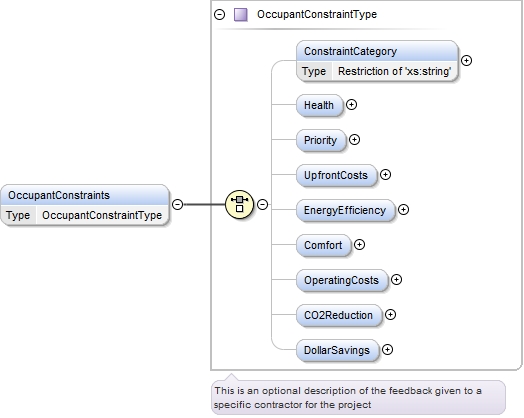 OccupantConstraintType
ConstraintCategory
Type Restriction of 'xs:string'
Health
Priority
UpfrontCosts
OccupantConstraints
Type OccupantConstraintType
EnergyEfficiency
Comfort
OperatingCosts
CO2Reduction
DollarSavings
This is an optional description of the feedback given to a
specific contractor for the project